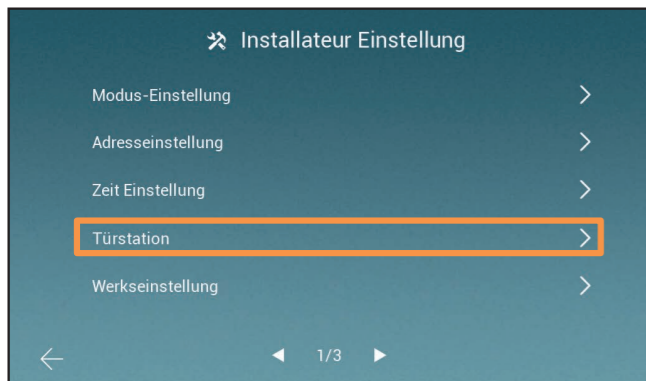 Installateur Einstellung
Modus-Einstellung
Adresseinstellung
Zeit Einstellung
Türstation
Werkseinstellung
1/3